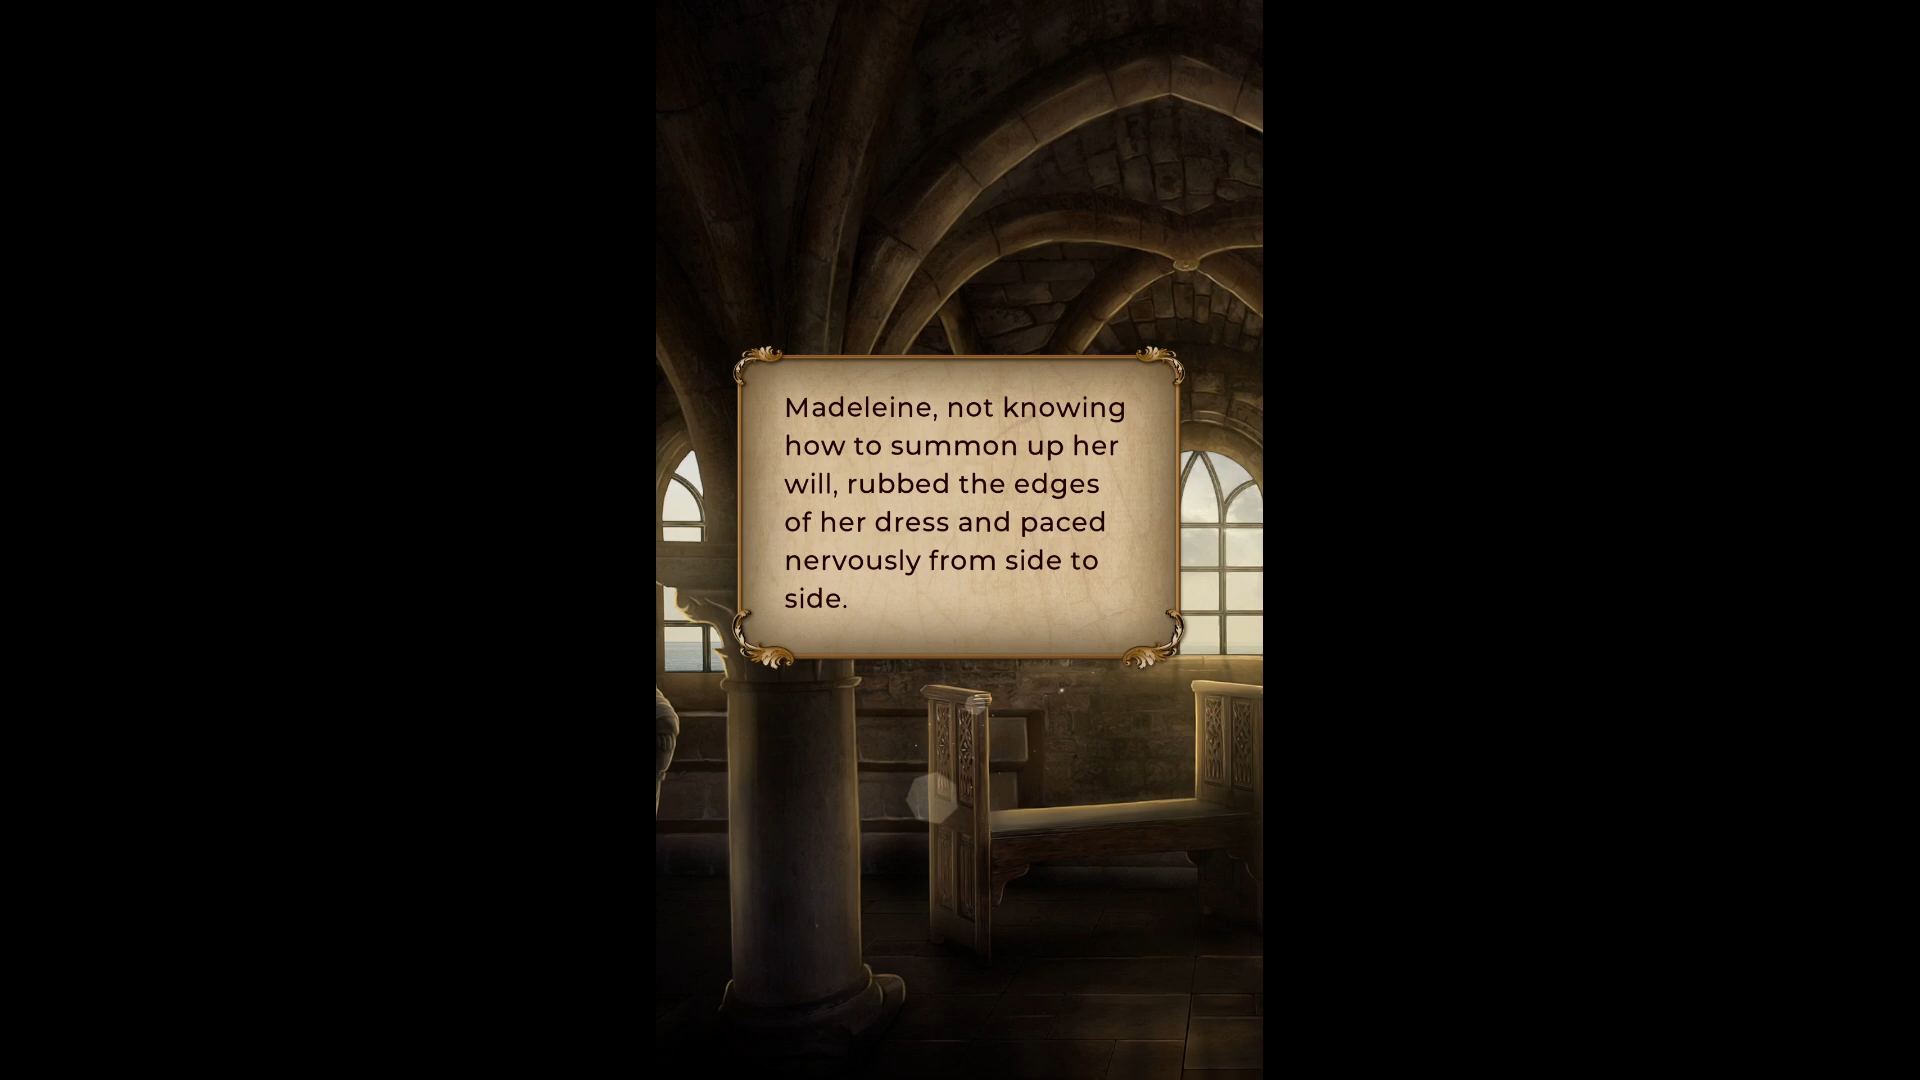 Madeleine, not knowing
how to summon up her
will, rubbed the edges
of her dress and paced
nervously from side to
side.